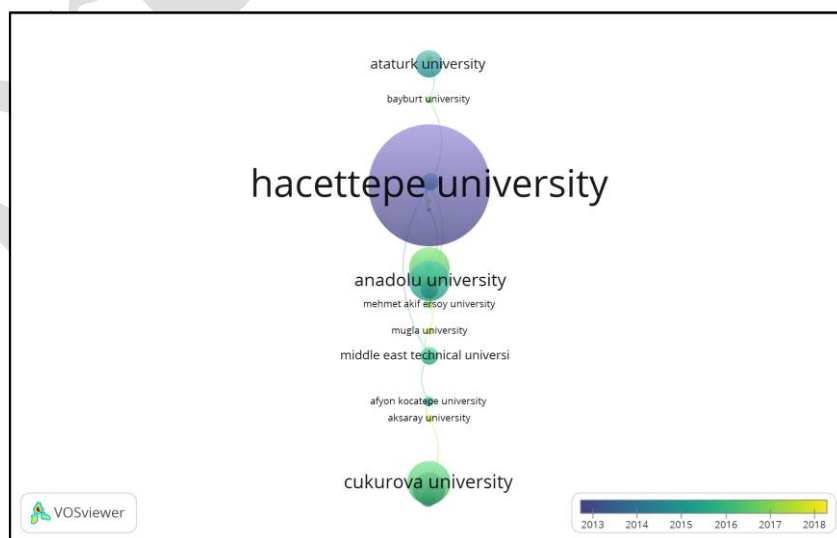 ataturk university
bayburt university
hacettepe university
anadolu university
mehmet akif ersoy university
mugla university
middle east technical universi
afyon kocatepe university
aksaray university
cukurova university
VOSviewer
2013 2014 2015 2016 2017 2018